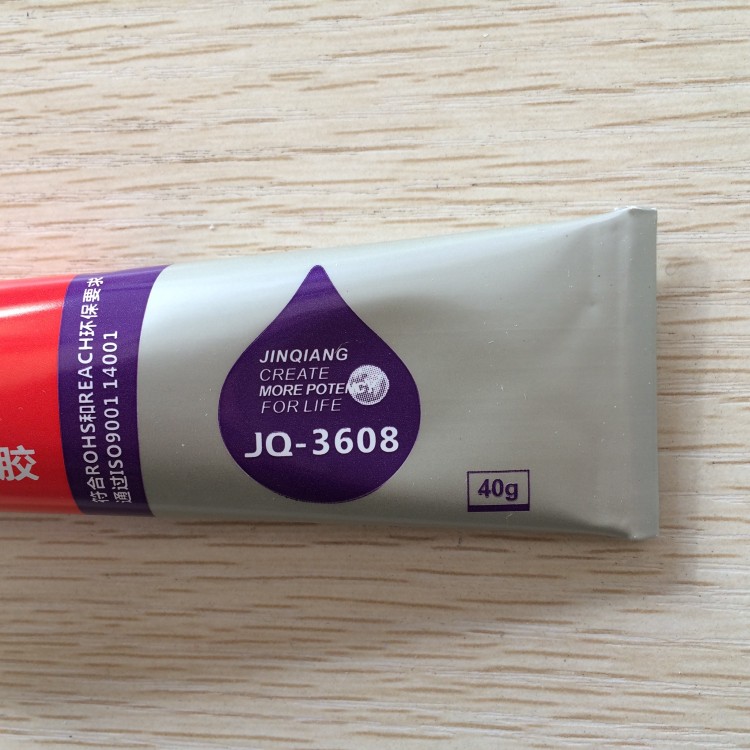 胶
符合ROHS和REACH环保要求
通过ISO9001 14001
JINQIANG
CREATE
MORE POTEN
FOR LIFE
JQ-3608
40g